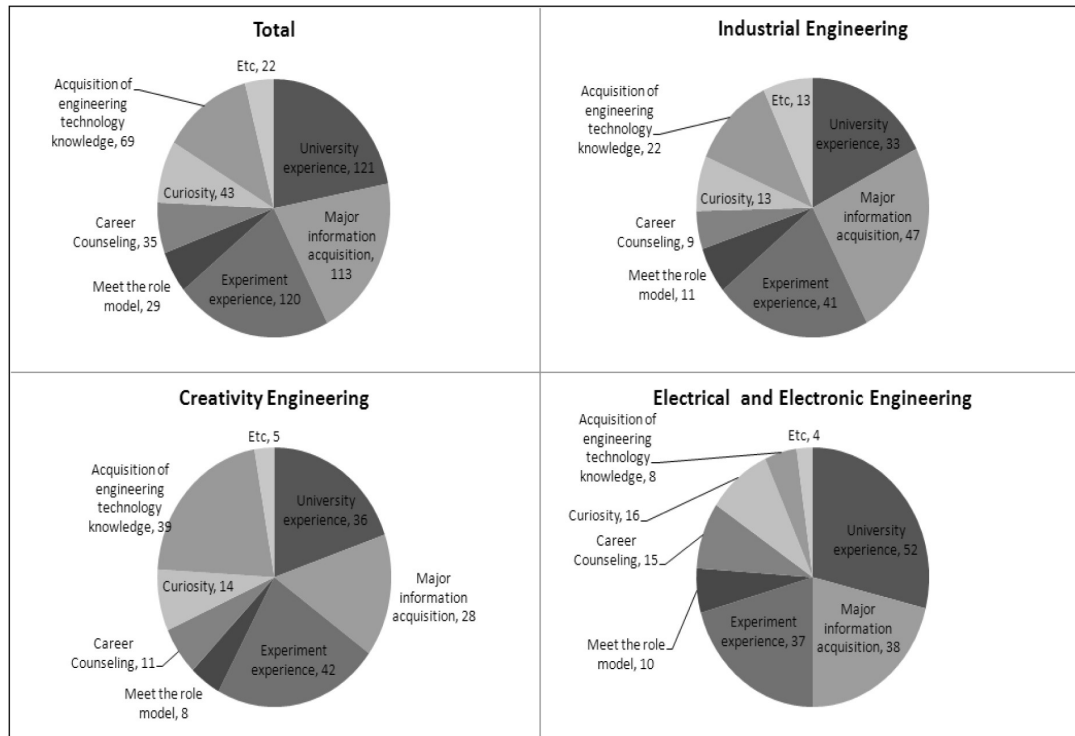 Total
Etc, 22
Acquisition of
engineering
technology
knowledge, 69
University
experience, 121
Curiosity, 43
Major
information
acquisition,
113
Career
Counseling, 35
Experiment
experience, 120
Meet the role
model, 29
Industrial Engineering
Acquisition of
engineering
technology
knowledge, 22
Etc, 13
University
experience, 33
Curiosity, 13
Major
information
acquisition, 47
Career
Counseling, 9
Meet the role
model, 11
Experiment
experience, 41
Creativity Engineering
Etc, 5
Acquisition of
engineering
technology
knowledge, 39
University
experience, 36
Curiosity, 14
Major
information
acquisition, 28
Career
Counseling, 11
Experiment
experience, 42
Meet the role
model, 8
Electrical and Electronic Engineering
Acquisition of
engineering
technology
knowledge, 8
Etc, 4
Curiosity, 16
University
experience, 52
Career
Counseling, 15
Meet the role
model, 10
Experiment
experience, 37
Major
information
acquisition, 38